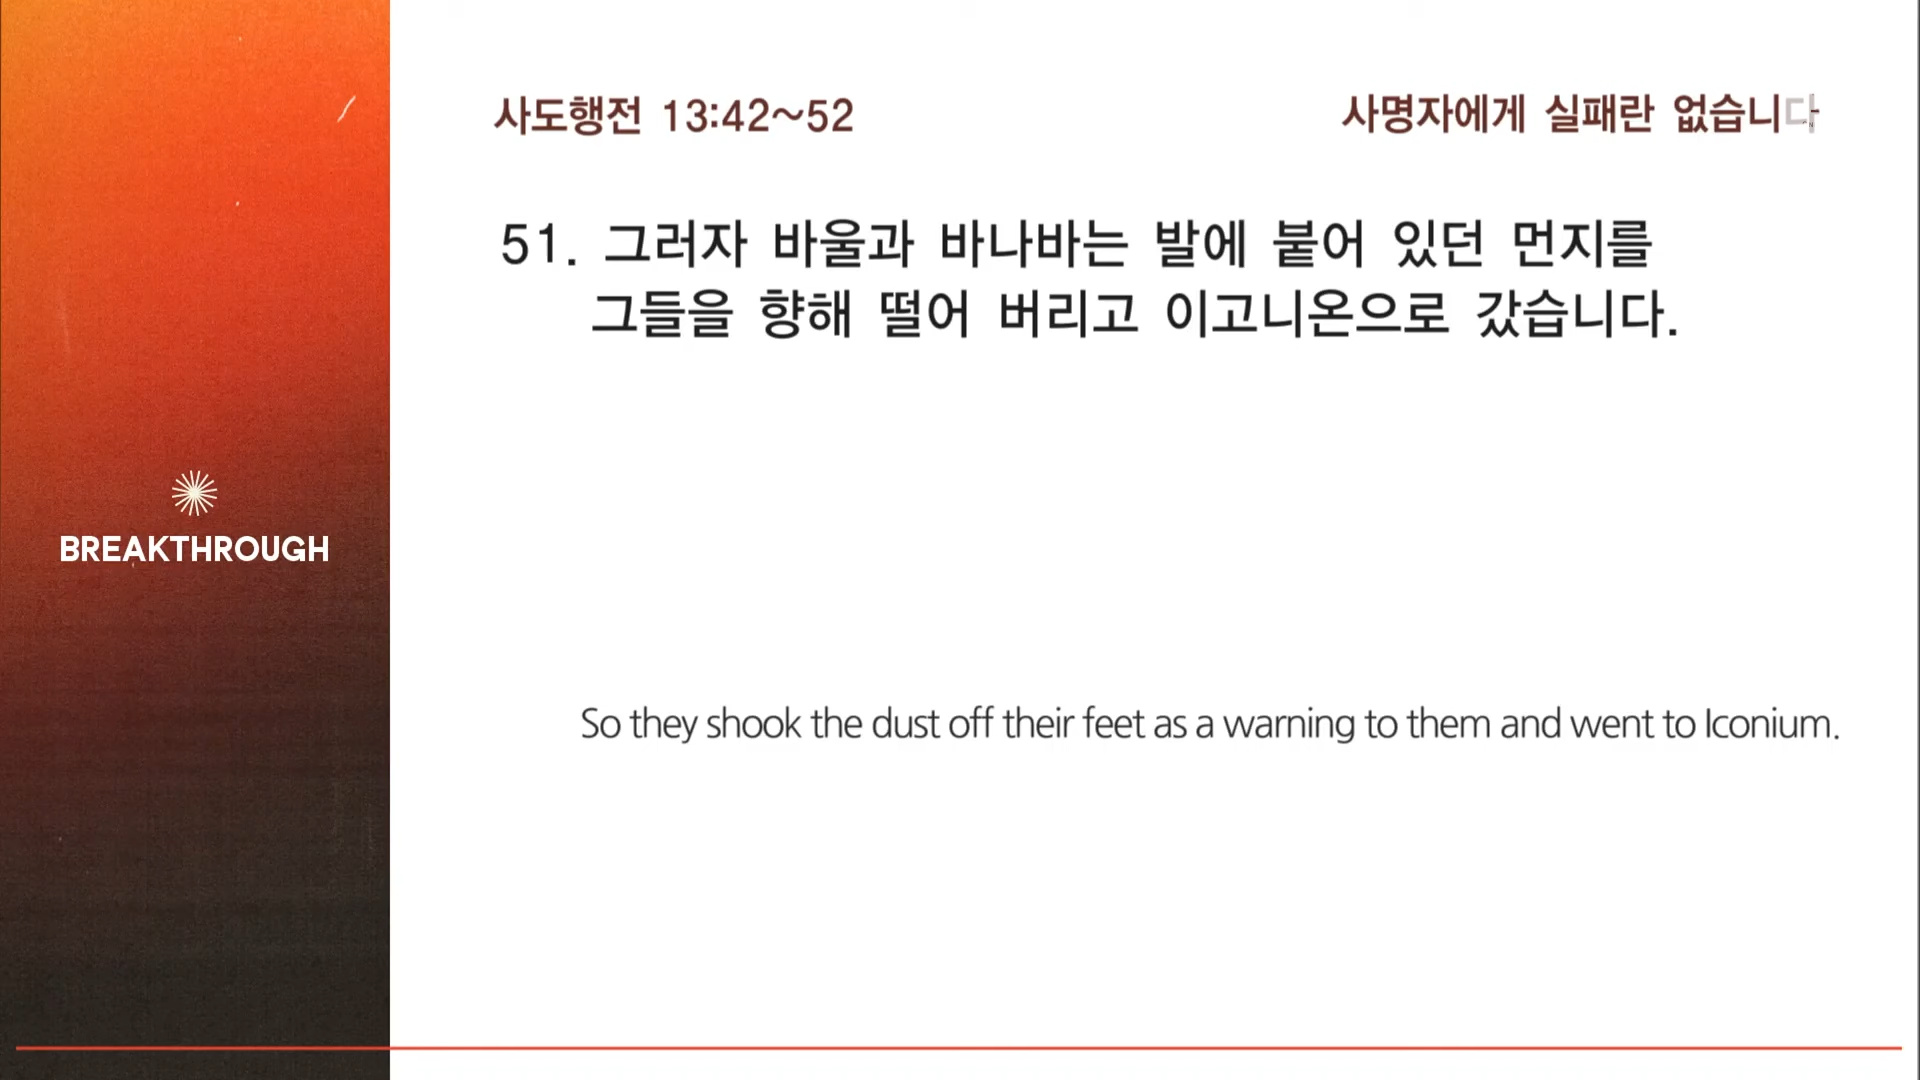 사도행전 13:42~52
사명자에게 실패란 없습니다
51. 그러자 바울과 바나바는 발에 붙어 있던 먼지를
그들을 향해 떨어 버리고 이고니온으로 갔습니다.
BREAKTHROUGH
So they shook the dust off their feet as a warning to them and went to Iconium.